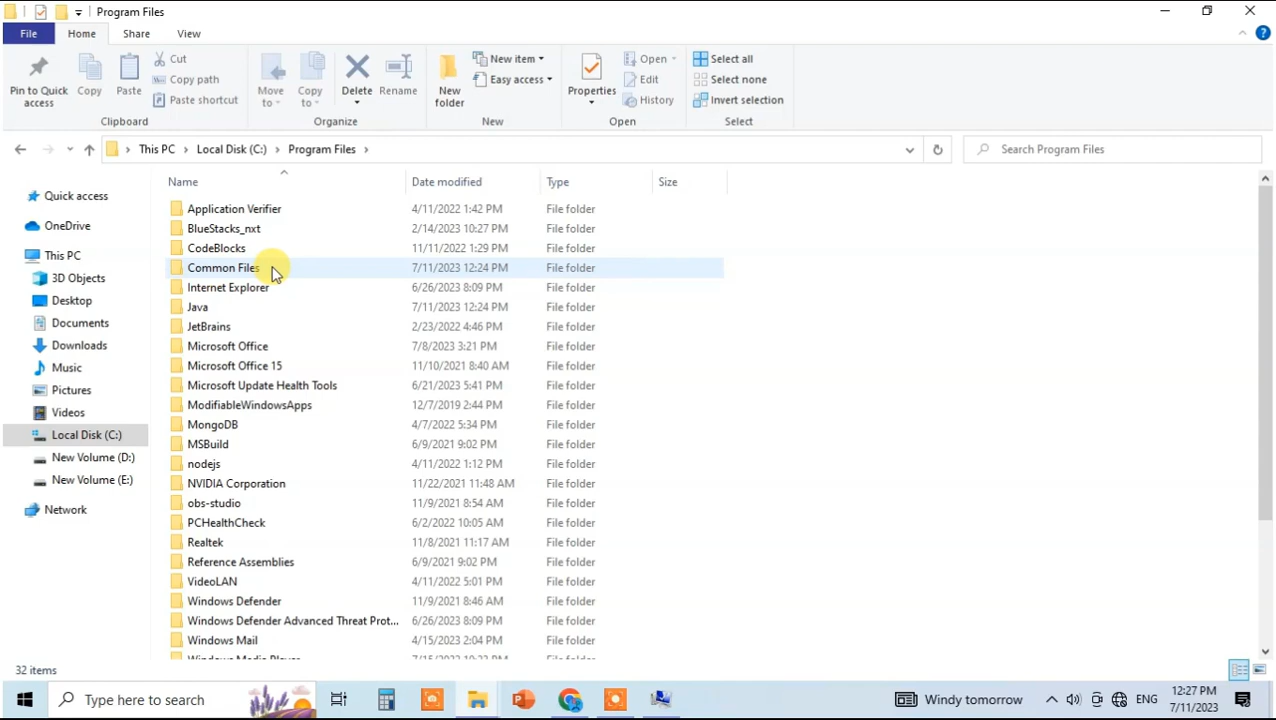 Program Files
File Home Share View
Pin to Quick access
Copy
Paste
Cut
Copy path
Paste shortcut
Clipboard
Move to
Copy to
Delete
Rename
Organize
New folder
New item
Easy access
New
Properties
Open
Edit
History
Open
Select all
Select none
Invert selection
Select
This PC > Local Disk (C:) > Program Files >
Search Program Files
Quick access
OneDrive
This PC
3D Objects
Desktop
Documents
Downloads
Music
Pictures
Videos
Local Disk (C:)
New Volume (D:)
New Volume (E:)
Network
Name Date modified Type Size
Application Verifier 4/11/2022 1:42 PM File folder
BlueStacks_nxt 2/14/2023 10:27 PM File folder
CodeBlocks 11/11/2022 1:29 PM File folder
Common Files 7/11/2023 12:24 PM File folder
Internet Explorer 6/26/2023 8:09 PM File folder
Java 7/11/2023 12:24 PM File folder
JetBrains 2/23/2022 4:46 PM File folder
Microsoft Office 7/8/2023 3:21 PM File folder
Microsoft Office 15 11/10/2021 8:40 AM File folder
Microsoft Update Health Tools 6/21/2023 5:41 PM File folder
ModifiableWindowsApps 12/7/2019 2:44 PM File folder
MongoDB 4/7/2022 5:34 PM File folder
MSBuild 6/9/2021 9:02 PM File folder
nodejs 4/11/2022 1:12 PM File folder
NVIDIA Corporation 11/22/2021 11:48 AM File folder
obs-studio 11/9/2021 8:54 AM File folder
PCHealthCheck 6/2/2022 10:05 AM File folder
Realtek 11/8/2021 11:17 AM File folder
Reference Assemblies 6/9/2021 9:02 PM File folder
VideoLAN 4/11/2022 5:01 PM File folder
Windows Defender 11/9/2021 8:46 AM File folder
Windows Defender Advanced Threat Prot... 6/26/2023 8:09 PM File folder
Windows Mail 4/15/2023 2:04 PM File folder
32 items
Type here to search
Windy tomorrow
ENG
12:27 PM
7/11/2023